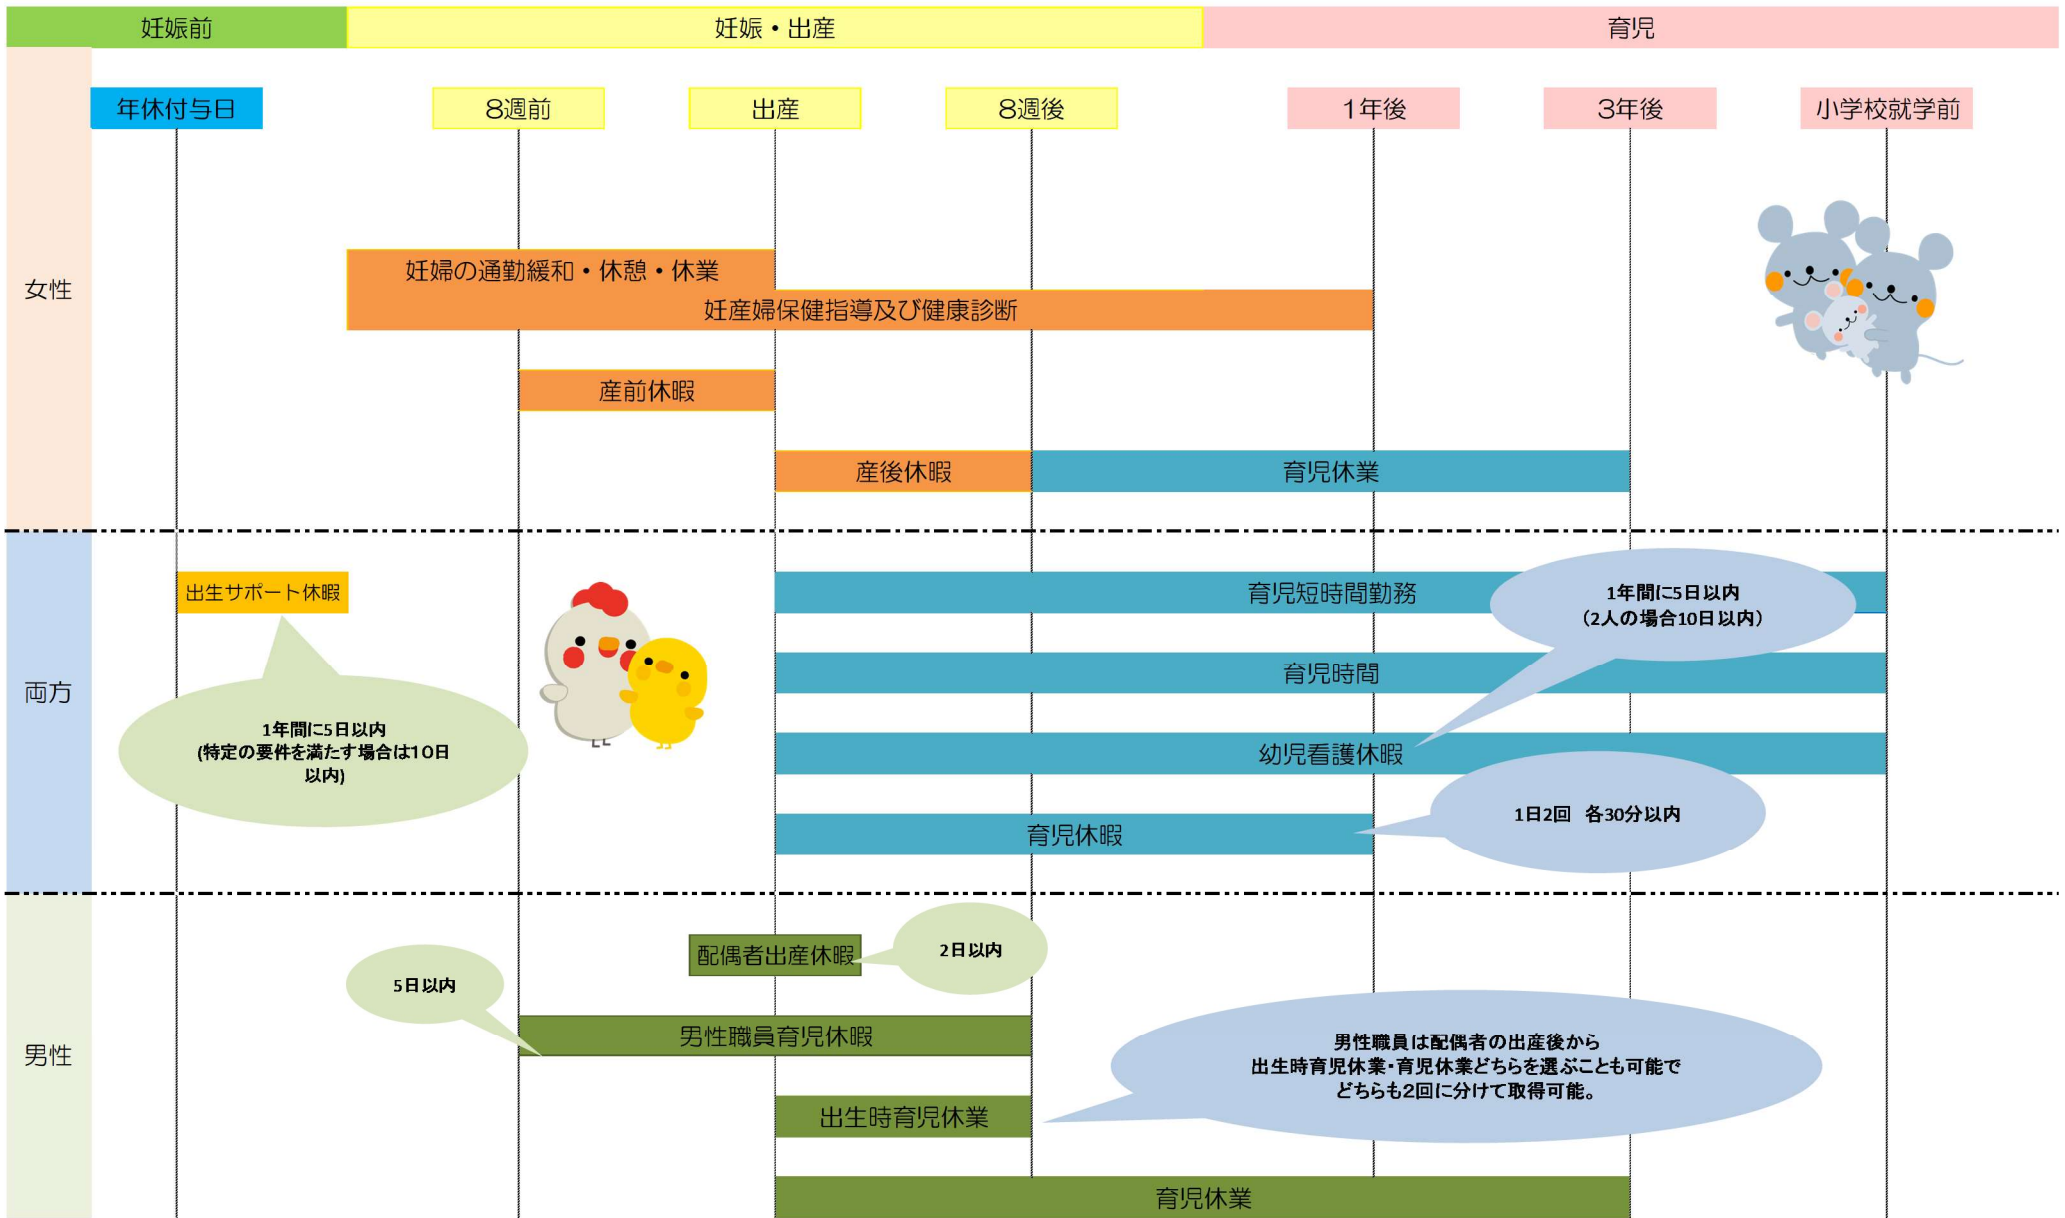 妊娠前
妊娠・出産
育児
年休付与日
8週前
出産
8週後
1年後
3年後
小学校就学前
女性
妊婦の通勤緩和・休憩・休業
妊産婦保健指導及び健康診断
産前休暇
産後休暇
育児休業
両方
出生サポート休暇
1年間に5日以内
(特定の要件を満たす場合は10日
以内)
育児短時間勤務
1年間に5日以内
（2人の場合10日以内）
育児時間
幼児看護休暇
育児休暇
1日2回　各30分以内
男性
配偶者出産休暇
2日以内
5日以内
男性職員育児休暇
男性職員は配偶者の出産後から
出生時育児休業・育児休業どちらを選ぶことも可能で
どちらも2回に分けて取得可能。
出生時育児休業
育児休業